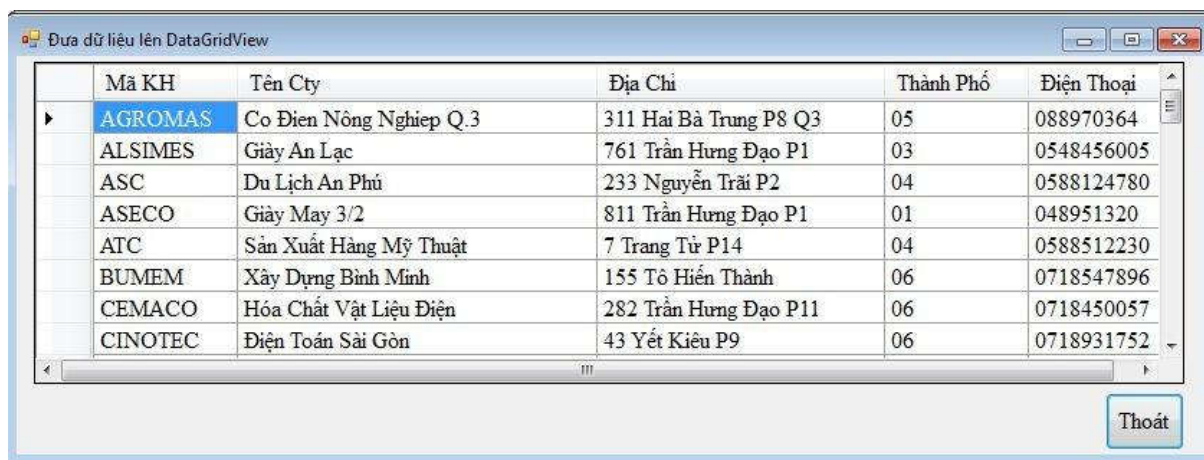 Đưa dữ liệu lên DataGridView
Mã KH Tên Cty Địa Chỉ Thành Phố Điện Thoại
AGROMAS Co Đien Nông Nghiep Q.3 311 Hai Bà Trung P8 Q3 05 088970364
ALSIMES Giày An Lạc 761 Trần Hưng Đạo P1 03 0548456005
ASC Du Lịch An Phú 233 Nguyễn Trãi P2 04 0588124780
ASECO Giày May 3/2 811 Trần Hưng Đạo P1 01 048951320
ATC Sản Xuất Hàng Mỹ Thuật 7 Trang Tử P14 04 0588512230
BUMEM Xây Dựng Bình Minh 155 Tô Hiến Thành 06 0718547896
CEMACO Hóa Chất Vật Liệu Điện 282 Trần Hưng Đạo P11 06 0718450057
CINOTEC Điện Toán Sài Gòn 43 Yết Kiêu P9 06 0718931752
Thoát